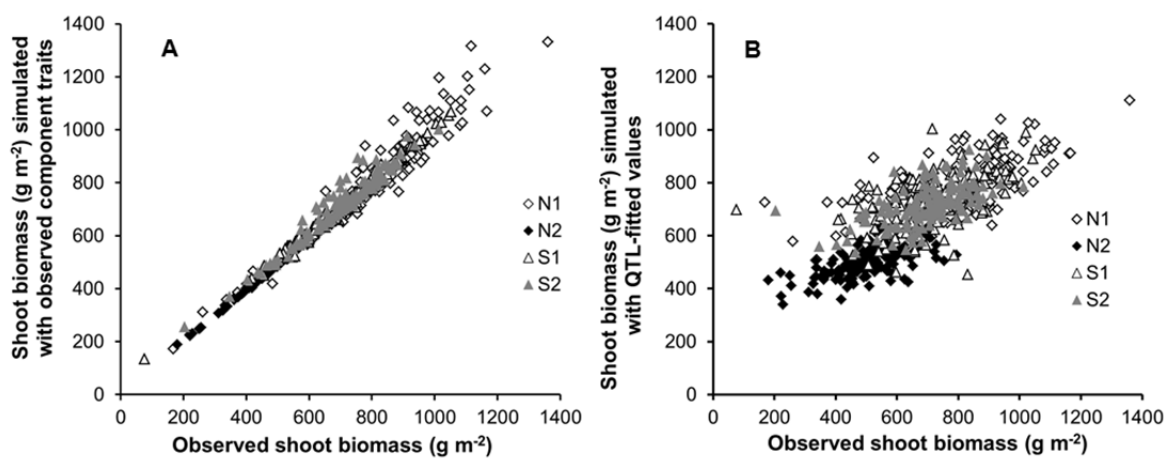 Shoot biomass (g m-2) simulated
with observed component traits
1400
1200
1000
800
600
400
200
0
A
N1
N2
S1
S2
0 200 400 600 800 1000 1200 1400
Observed shoot biomass (g m-2)
Shoot biomass (g m-2) simulated
with QTL-fitted values
1400
1200
1000
800
600
400
200
0
B
N1
N2
S1
S2
0 200 400 600 800 1000 1200 1400
Observed shoot biomass (g m-2)